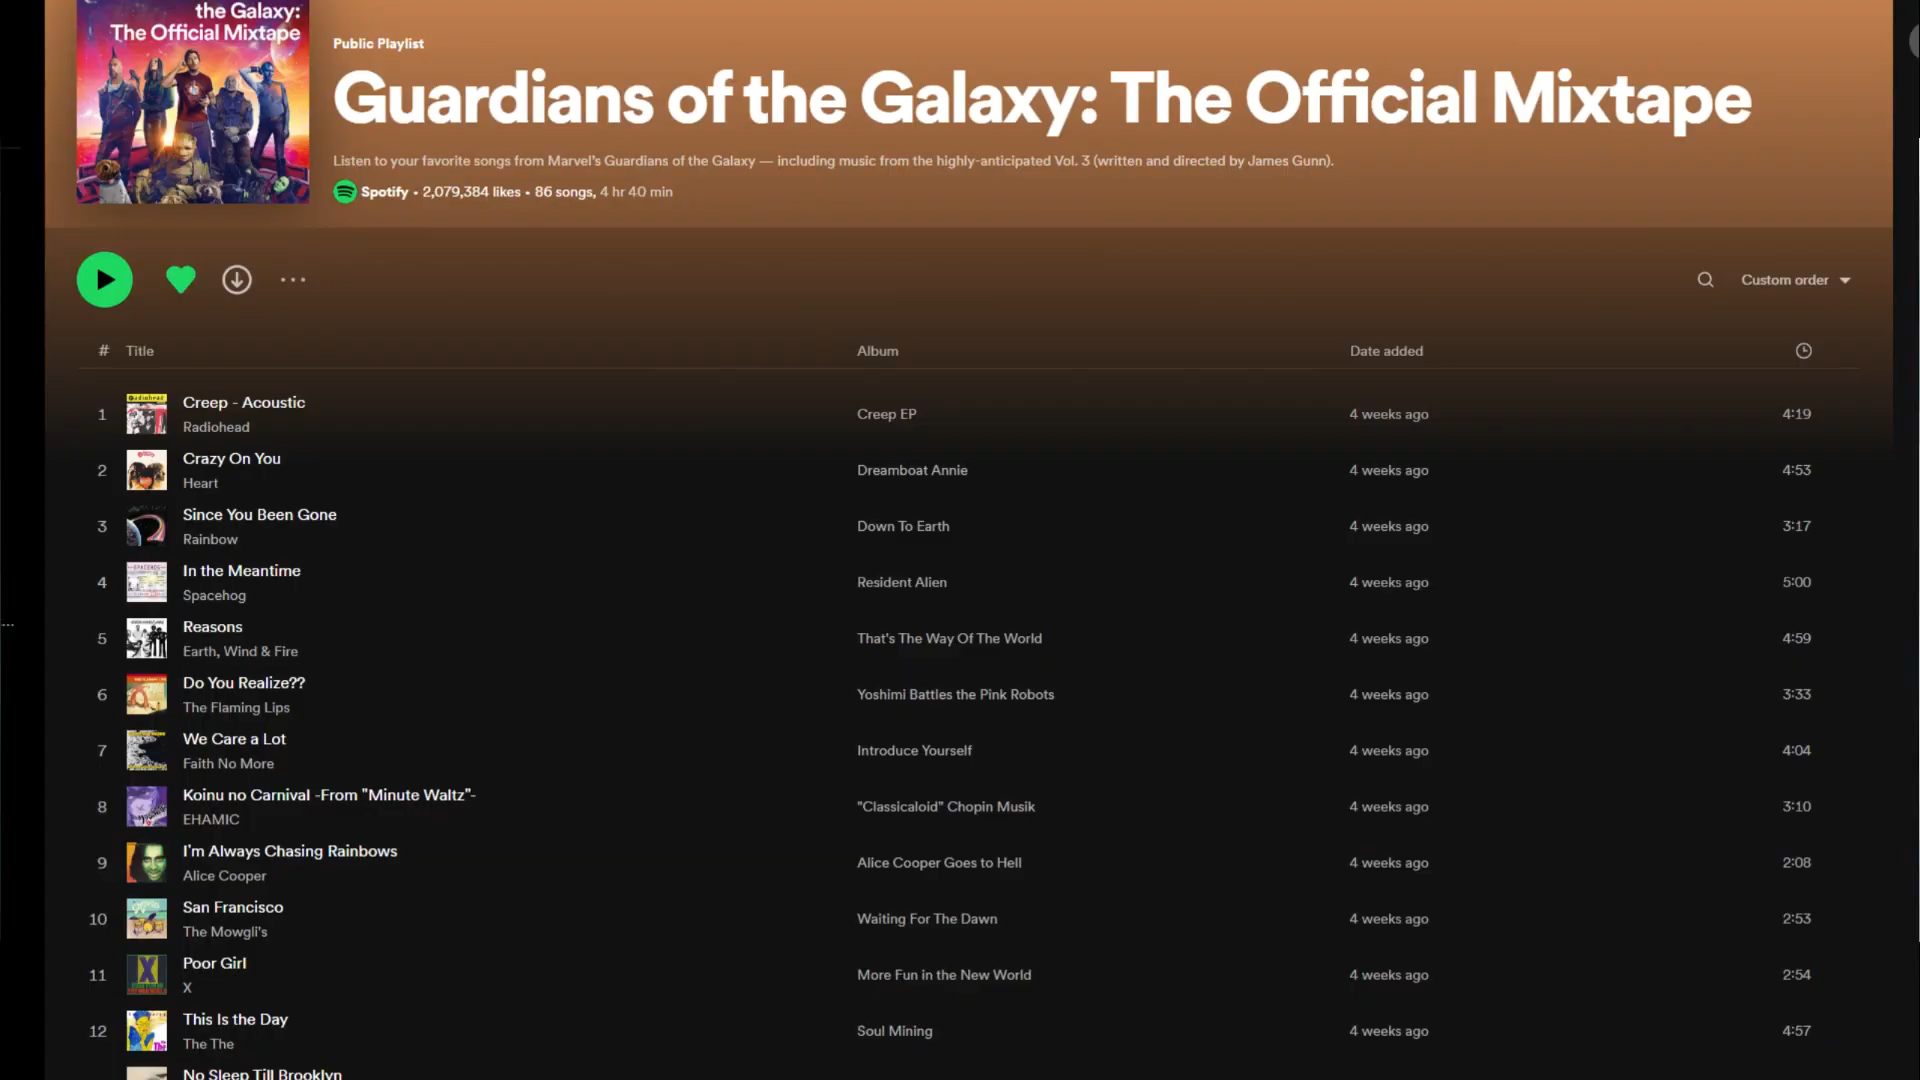 the Galaxy:
The Official Mixtape
Public Playlist
Guardians of the Galaxy: The Official Mixtape
Listen to your favorite songs from Marvel's Guardians of the Galaxy — including music from the highly-anticipated Vol. 3 (written and directed by James Gunn).
Spotify • 2,079,384 likes • 86 songs, 4 hr 40 min
Custom order
# Title Album Date added
1 Creep - Acoustic Creep EP 4 weeks ago 4:19
Radiohead
2 Crazy On You Dreamboat Annie 4 weeks ago 4:53
Heart
3 Since You Been Gone Down To Earth 4 weeks ago 3:17
Rainbow
4 In the Meantime Resident Alien 4 weeks ago 5:00
Spacehog
5 Reasons That's The Way Of The World 4 weeks ago 4:59
Earth, Wind & Fire
6 Do You Realize?? Yoshimi Battles the Pink Robots 4 weeks ago 3:33
The Flaming Lips
7 We Care a Lot Introduce Yourself 4 weeks ago 4:04
Faith No More
8 Koinu no Carnival -From "Minute Waltz"- "Classicaloid" Chopin Musik 4 weeks ago 3:10
EHAMIC
9 I'm Always Chasing Rainbows Alice Cooper Goes to Hell 4 weeks ago 2:08
Alice Cooper
10 San Francisco Waiting For The Dawn 4 weeks ago 2:53
The Mowgli's
11 Poor Girl More Fun in the New World 4 weeks ago 2:54
X
12 This Is the Day Soul Mining 4 weeks ago 4:57
The The
No Sleep Till Brooklyn